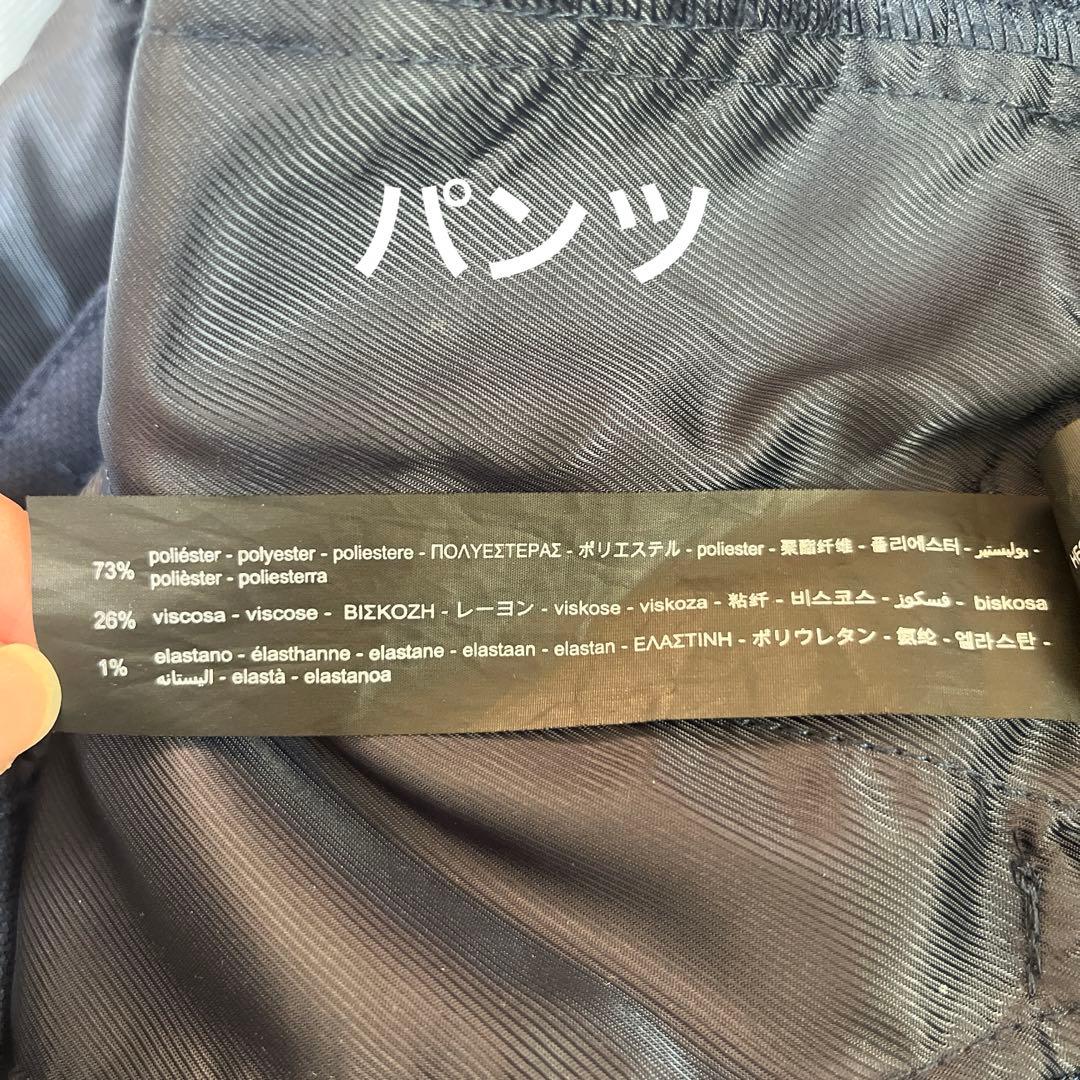 パンツ
73% poliéster - polyester - poliestere - ΠΟΛΥΕΣΤΕΡΑΣ - ポリエステル - poliester - 聚酯纤维 - 폴리에스터 - بوليستير -
polièster - poliesterra
26% viscosa - viscose - ΒΙΣΚΟΖΗ - レーヨン - viskose - viskoza - 粘纤 - 비스코스 - فسكوز - biskosa
1% elastano - élasthanne - elastane - elastaan - elastan - ΕΛΑΣΤΙΝΗ - ポリウレタン - 氨纶 - 엘라스탄 -
اليستانه - elastà - elastanoa